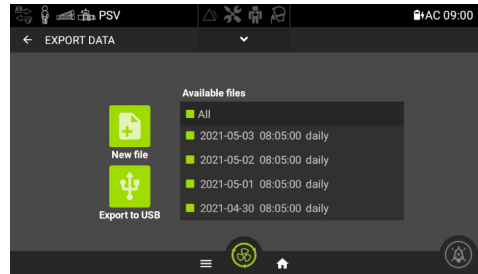 PSV
AC 09:00
EXPORT DATA
Available files
All
2021-05-03 08:05:00 daily
2021-05-02 08:05:00 daily
2021-05-01 08:05:00 daily
2021-04-30 08:05:00 daily
New file
Export to USB